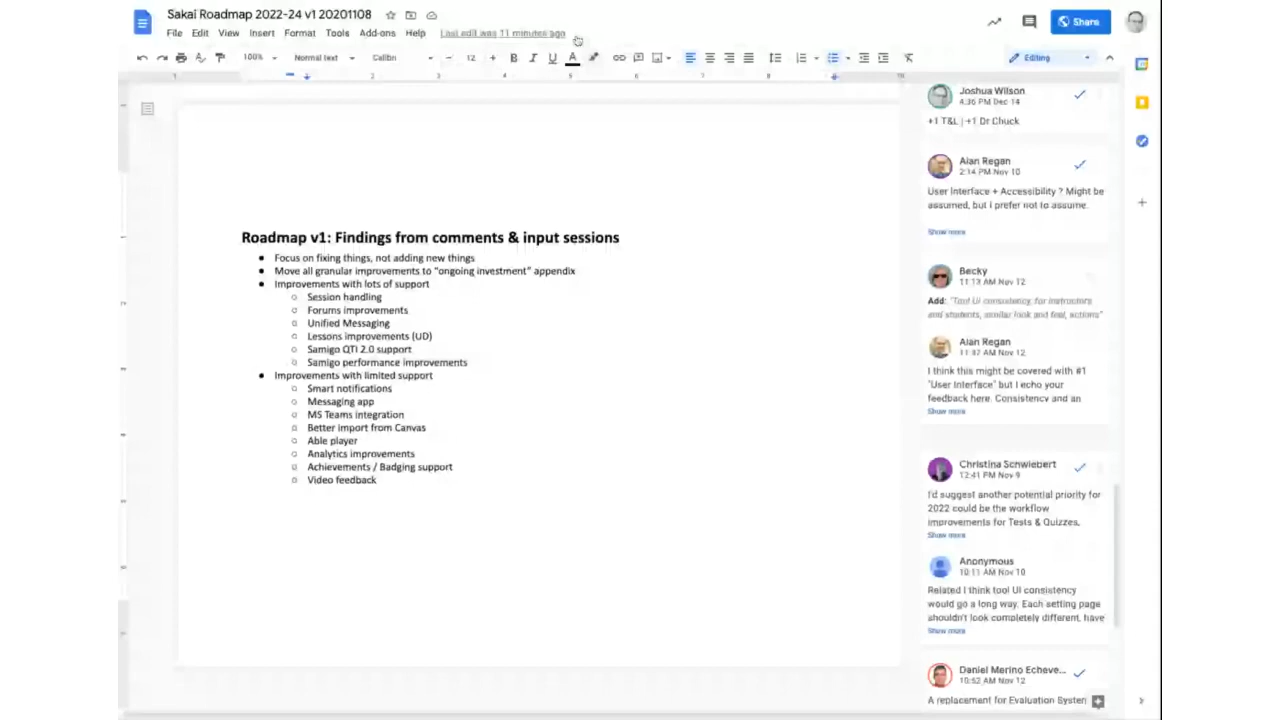 Sakai Roadmap 2022-24 v1 20201108
File Edit View Insert Format Tools Add-ons Help Last edit was 11 minutes ago
Share
100% Normal text Calibri 12 B I U A Editing
1 2 3 4 5 6 7 8 9 10
Roadmap v1: Findings from comments & input sessions
Focus on fixing things, not adding new things
Move all granular improvements to "ongoing investment" appendix
Improvements with lots of support
Session handling
Forums improvements
Unified Messaging
Lessons improvements (UD)
Samigo QTI 2.0 support
Samigo performance improvements
Improvements with limited support
Smart notifications
Messaging app
MS Teams integration
Better import from Canvas
Able player
Analytics improvements
Achievements / Badging support
Video feedback
Joshua Wilson
4:36 PM Dec 14
+1 T&L | +1 Dr Chuck
Alan Regan
2:14 PM Nov 10
User Interface + Accessibility ? Might be
assumed, but I prefer not to assume.
Show more
Becky
11:13 AM Nov 12
Add: "Tool UI consistency, for instructors
and students, similar look and feel, actions"
Alan Regan
11:37 AM Nov 12
I think this might be covered with #1
"User Interface" but I echo your
feedback here. Consistency and an
Show more
Christina Schwiebert
12:41 PM Nov 9
I'd suggest another potential priority for
2022 could be the workflow
improvements for Tests & Quizzes.
Show more
Anonymous
10:11 AM Nov 10
Related I think tool UI consistency
would go a long way. Each setting page
shouldn't look completely different, have
Show more
Daniel Merino Echeve...
10:52 AM Nov 12
A replacement for Evaluation System